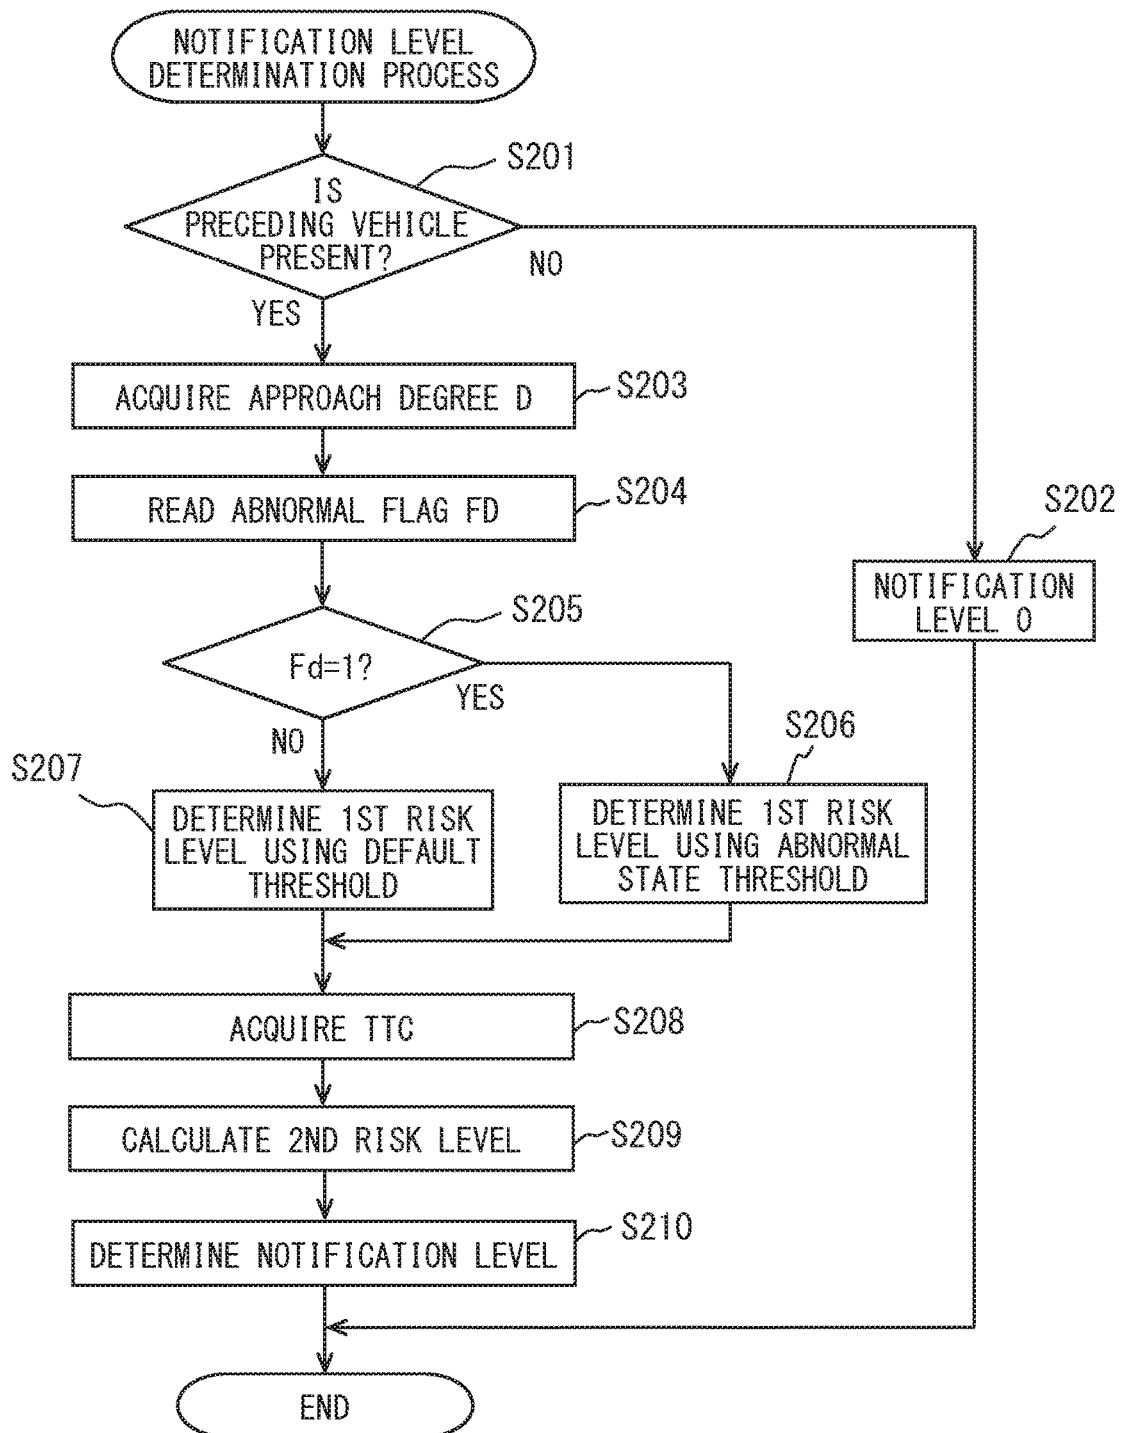 NOTIFICATION LEVEL
DETERMINATION PROCESS
S201
IS
PRECEDING VEHICLE
PRESENT?
NO
YES
ACQUIRE APPROACH DEGREE D
S203
READ ABNORMAL FLAG FD
S204
S202
NOTIFICATION
LEVEL 0
S205
Fd=1?
YES
NO
S206
S207
DETERMINE 1ST RISK
LEVEL USING DEFAULT
THRESHOLD
DETERMINE 1ST RISK
LEVEL USING ABNORMAL
STATE THRESHOLD
ACQUIRE TTC
S208
CALCULATE 2ND RISK LEVEL
S209
DETERMINE NOTIFICATION LEVEL
S210
END